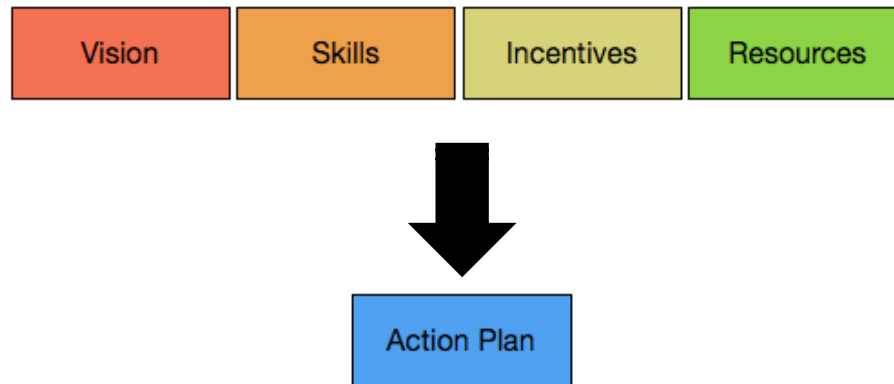 Vision
Skills
Incentives
Resources
Action Plan